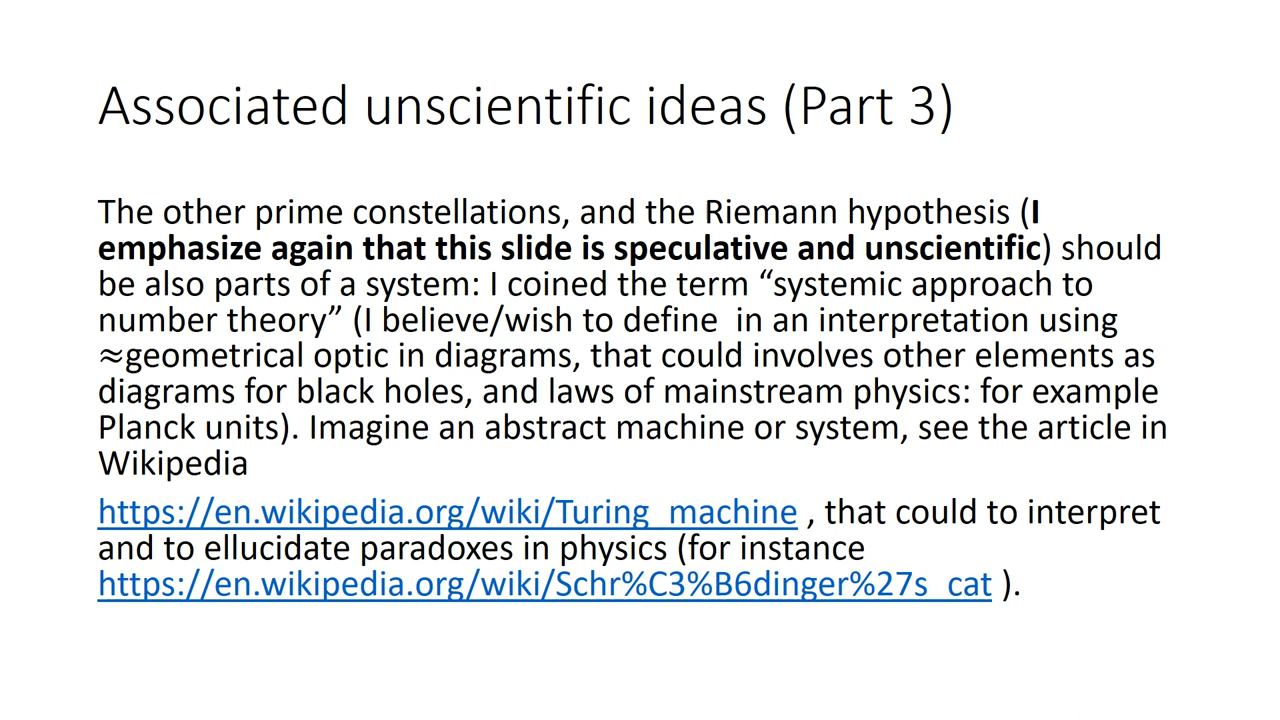 Associated unscientific ideas (Part 3)
The other prime constellations, and the Riemann hypothesis (I
emphasize again that this slide is speculative and unscientific) should
be also parts of a system: I coined the term “systemic approach to
number theory” (I believe/wish to define  in an interpretation using
≈geometrical optic in diagrams, that could involves other elements as
diagrams for black holes, and laws of mainstream physics: for example
Planck units). Imagine an abstract machine or system, see the article in
Wikipedia
https://en.wikipedia.org/wiki/Turing_machine , that could to interpret
and to ellucidate paradoxes in physics (for instance
https://en.wikipedia.org/wiki/Schr%C3%B6dinger%27s_cat ).